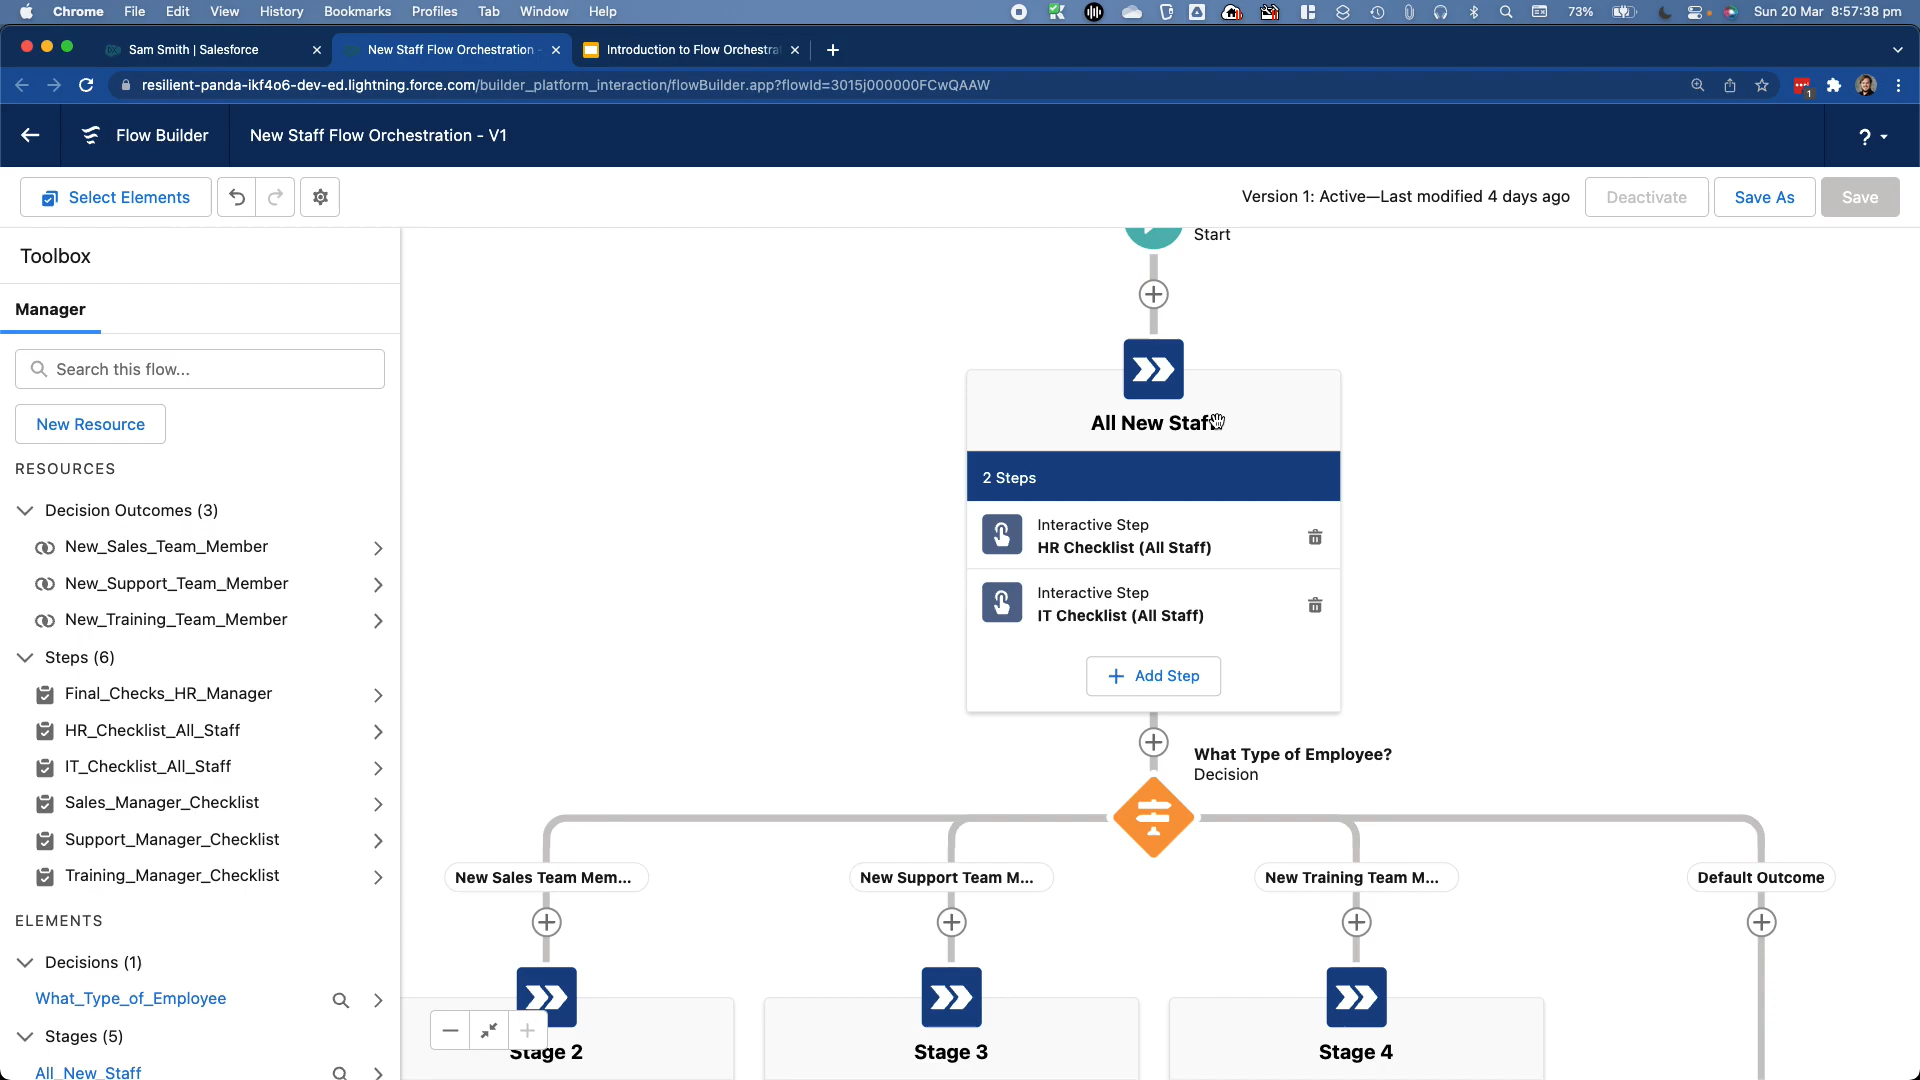 Chrome File Edit View History Bookmarks Profiles Tab Window Help 73% Sun 20 Mar 8:57:38 pm
Sam Smith | Salesforce New Staff Flow Orchestration - Introduction to Flow Orchestra
resilient-panda-ikf4o6-dev-ed.lightning.force.com/builder_platform_interaction/flowBuilder.app?flowId=3015j000000FCwQAAW
Flow Builder New Staff Flow Orchestration - V1 ?
Select Elements Version 1: Active—Last modified 4 days ago Deactivate Save As Save
Toolbox
Manager
Search this flow...
New Resource
RESOURCES
Decision Outcomes (3)
New_Sales_Team_Member
New_Support_Team_Member
New_Training_Team_Member
Steps (6)
Final_Checks_HR_Manager
HR_Checklist_All_Staff
IT_Checklist_All_Staff
Sales_Manager_Checklist
Support_Manager_Checklist
Training_Manager_Checklist
ELEMENTS
Decisions (1)
What_Type_of_Employee
Stages (5)
All_New_Staff
Start
All New Staff
2 Steps
Interactive Step
HR Checklist (All Staff)
Interactive Step
IT Checklist (All Staff)
Add Step
What Type of Employee?
Decision
New Sales Team Mem... New Support Team M... New Training Team M... Default Outcome
Stage 2 Stage 3 Stage 4